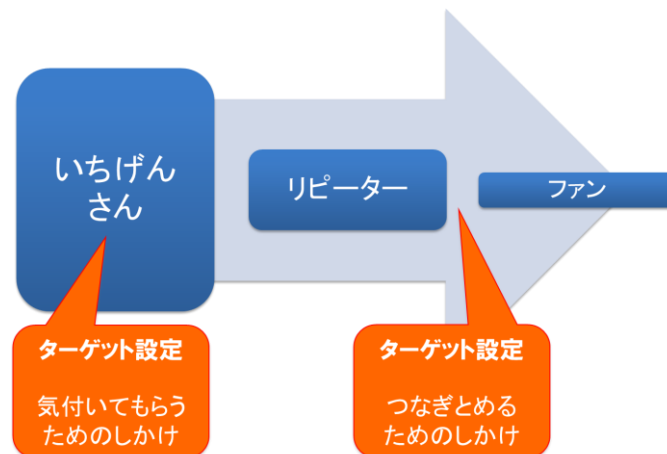 いちげん
さん
リピーター
ファン
ターゲット設定
気付いてもらう
ためのしかけ
ターゲット設定
つなぎとめる
ためのしかけ